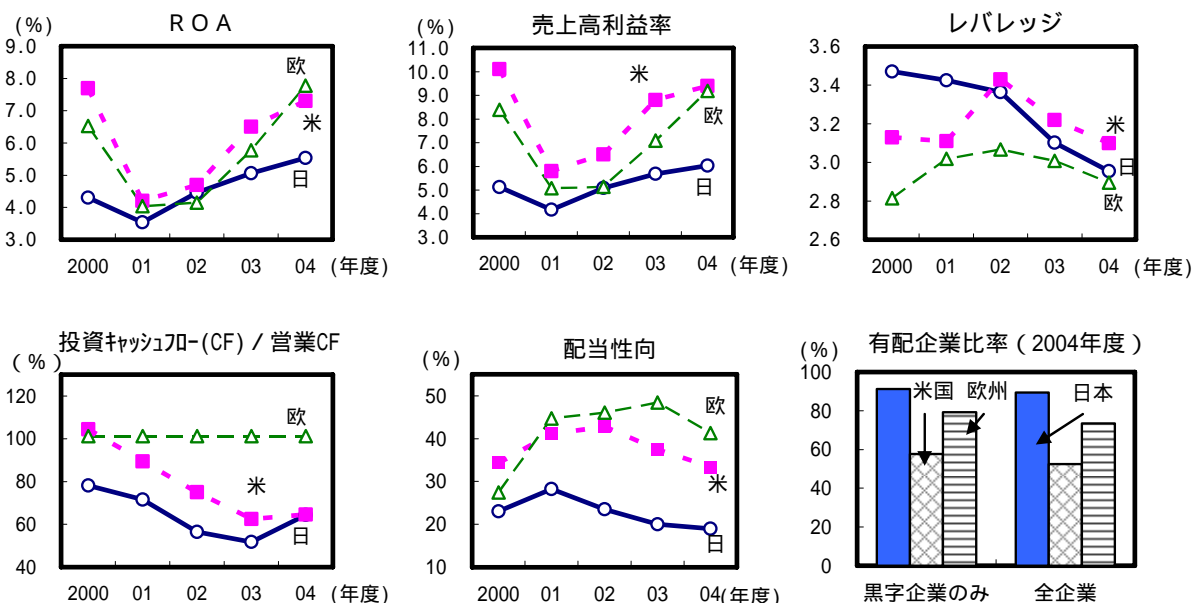 ＲＯＡ
(%)
9.0
8.0
7.0
6.0
5.0
4.0
3.0
欧
米
日
2000 01 02 03 04 (年度)
売上高利益率
(%)
11.0
10.0
9.0
8.0
7.0
6.0
5.0
4.0
3.0
米
欧
日
2000 01 02 03 04 (年度)
レバレッジ
3.6
3.4
3.2
3.0
2.8
2.6
米
日
欧
2000 01 02 03 04 (年度)
投資ｷｬｯｼｭﾌﾛｰ(CF) / 営業CF
(%)
120
100
80
60
40
欧
米
日
2000 01 02 03 04 (年度)
配当性向
(%)
50
40
30
20
10
欧
米
日
2000 01 02 03 04(年度)
有配企業比率（2004年度）
(%)
100
80
60
40
20
0
米国 欧州 日本
黒字企業のみ 全企業